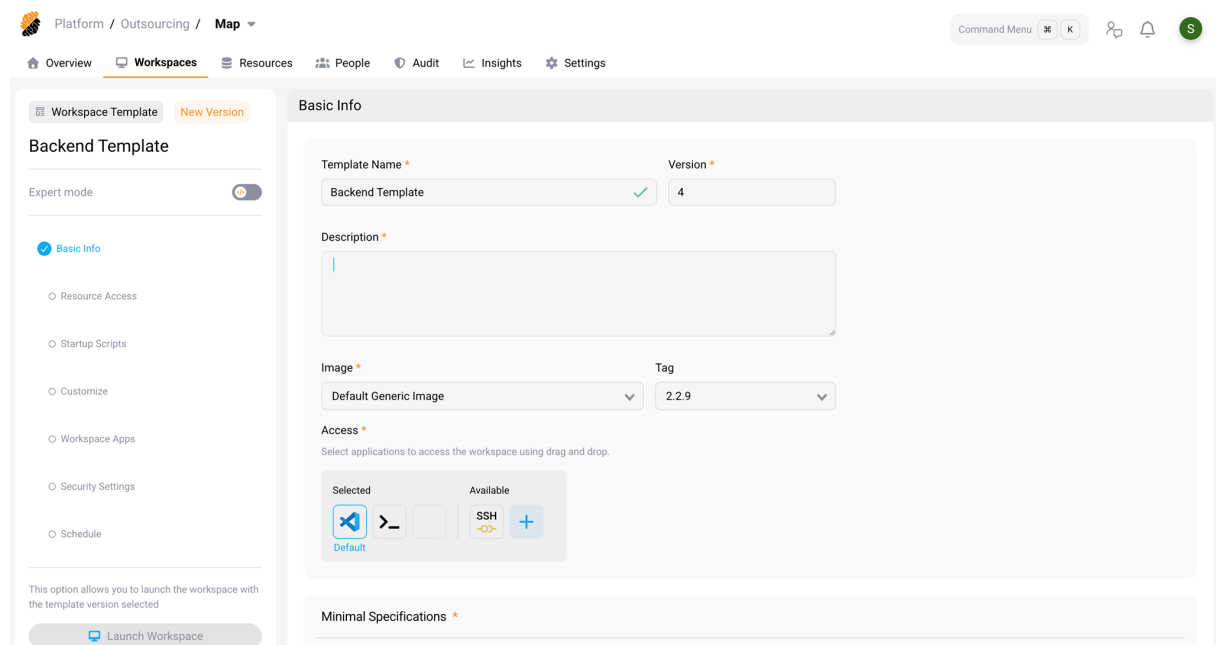 Platform / Outsourcing / Map
Command Menu ⌘ K
S
Overview Workspaces Resources People Audit Insights Settings
Workspace Template New Version
Backend Template
Expert mode
Basic Info
Resource Access
Startup Scripts
Customize
Workspace Apps
Security Settings
Schedule
This option allows you to launch the workspace with
the template version selected
Launch Workspace
Basic Info
Template Name * Version *
Backend Template 4
Description *
Image * Tag
Default Generic Image 2.2.9
Access *
Select applications to access the workspace using drag and drop.
Selected Available
SSH
Default
Minimal Specifications *